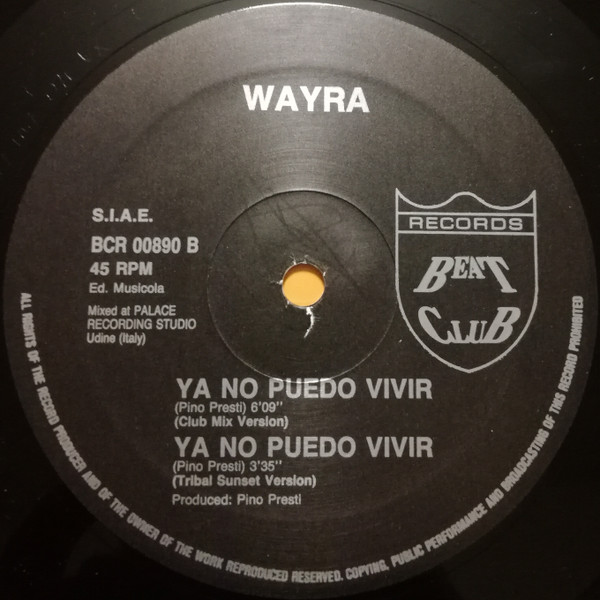 WAYRA
S.I.A.E.
BCR 00890 B
45 RPM
Ed. Musicola
Mixed at PALACE
RECORDING STUDIO
Udine (Italy)
RECORDS
BEAT
CLUB
YA NO PUEDO VIVIR
(Pino Presti) 6'09"
(Club Mix Version)
YA NO PUEDO VIVIR
(Pino Presti) 3'35"
(Tribal Sunset Version)
Produced: Pino Presti
ALL RIGHTS OF THE RECORD PRODUCER AND OF THE OWNER OF THE WORK REPRODUCED RESERVED. COPYING, PUBLIC PERFORMANCE AND BROADCASTING OF THIS RECORD PROHIBITED